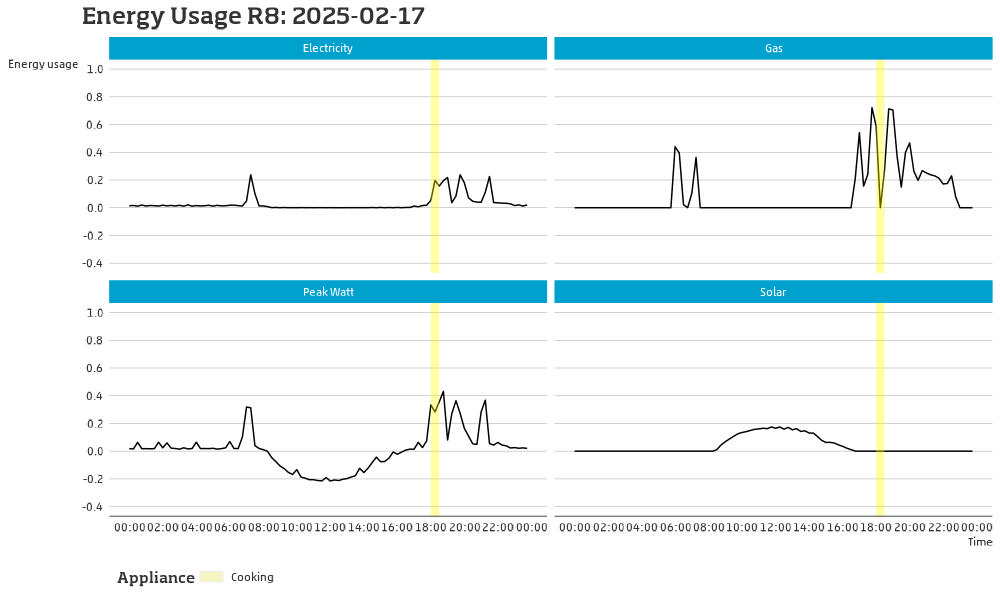 Energy Usage R8: 2025-02-17
Electricity
Gas
Energy usage
1.0
0.8
0.6
0.4
0.2
0.0
-0.2
-0.4
Peak Watt
Solar
1.0
0.8
0.6
0.4
0.2
0.0
-0.2
-0.4
00:00 02:00 04:00 06:00 08:00 10:00 12:00 14:00 16:00 18:00 20:00 22:00 00:00
00:00 02:00 04:00 06:00 08:00 10:00 12:00 14:00 16:00 18:00 20:00 22:00 00:00
Time
Appliance Cooking